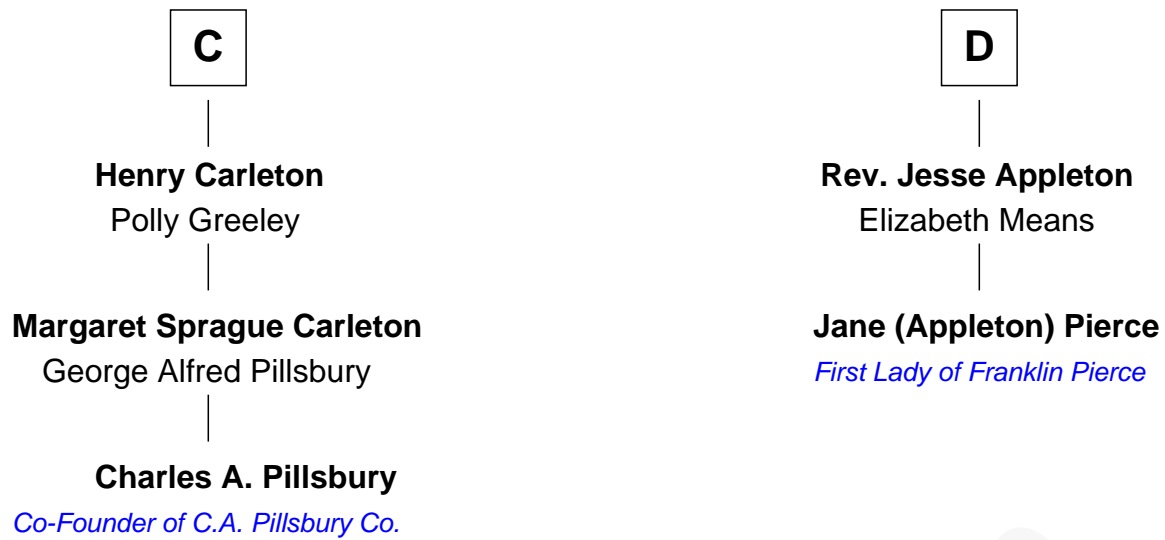 C
Henry Carleton
Polly Greeley
Margaret Sprague Carleton
George Alfred Pillsbury
Charles A. Pillsbury
Co-Founder of C.A. Pillsbury Co.
D
Rev. Jesse Appleton
Elizabeth Means
Jane (Appleton) Pierce
First Lady of Franklin Pierce